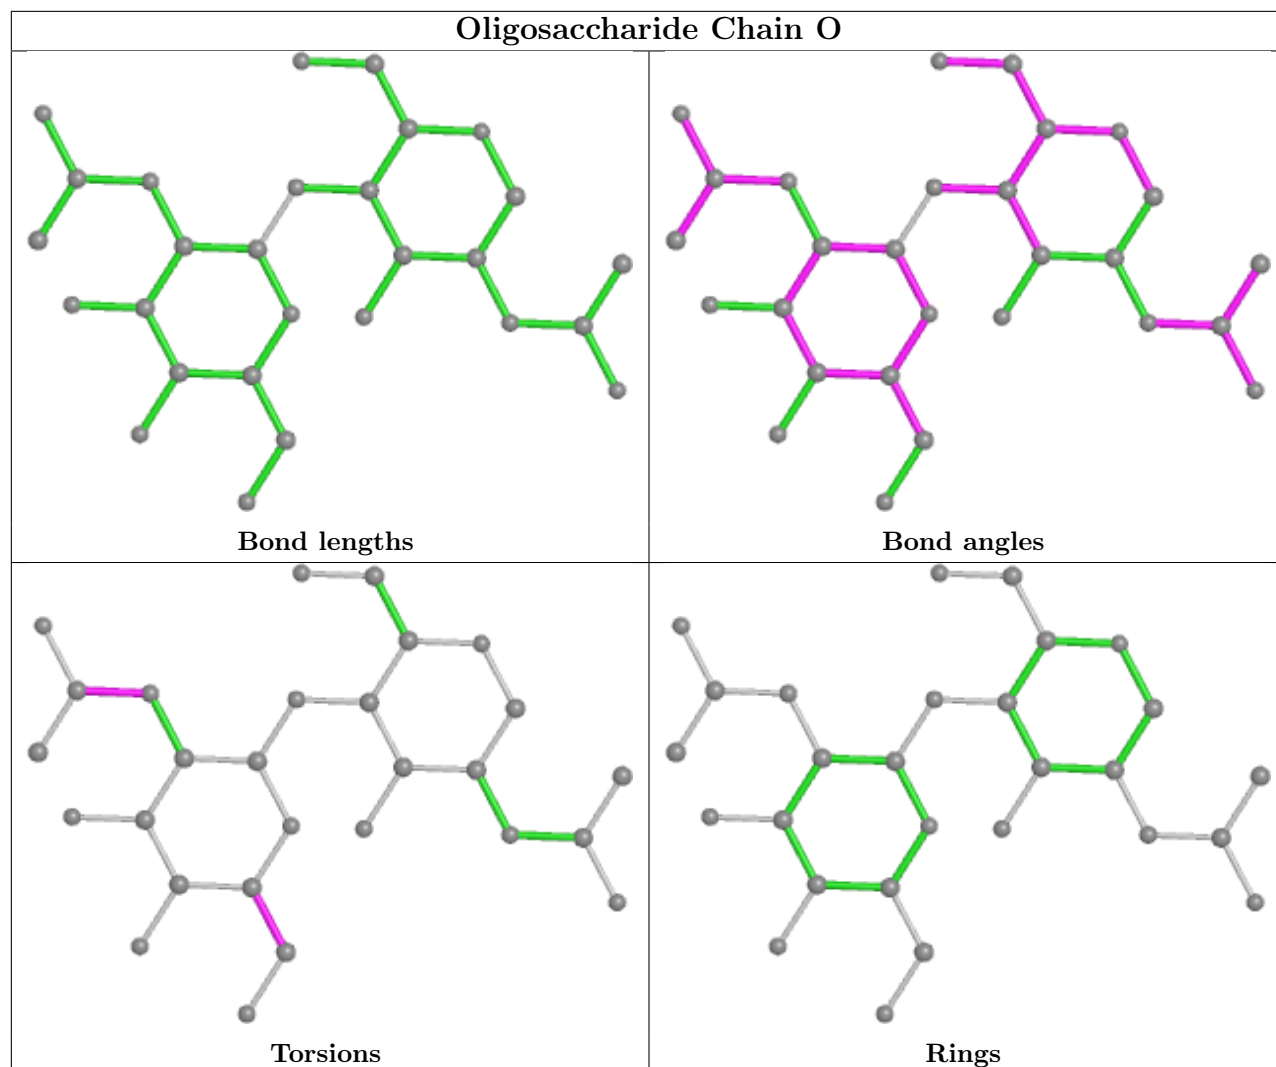 Oligosaccharide Chain O
Bond lengths
Bond angles
Torsions
Rings